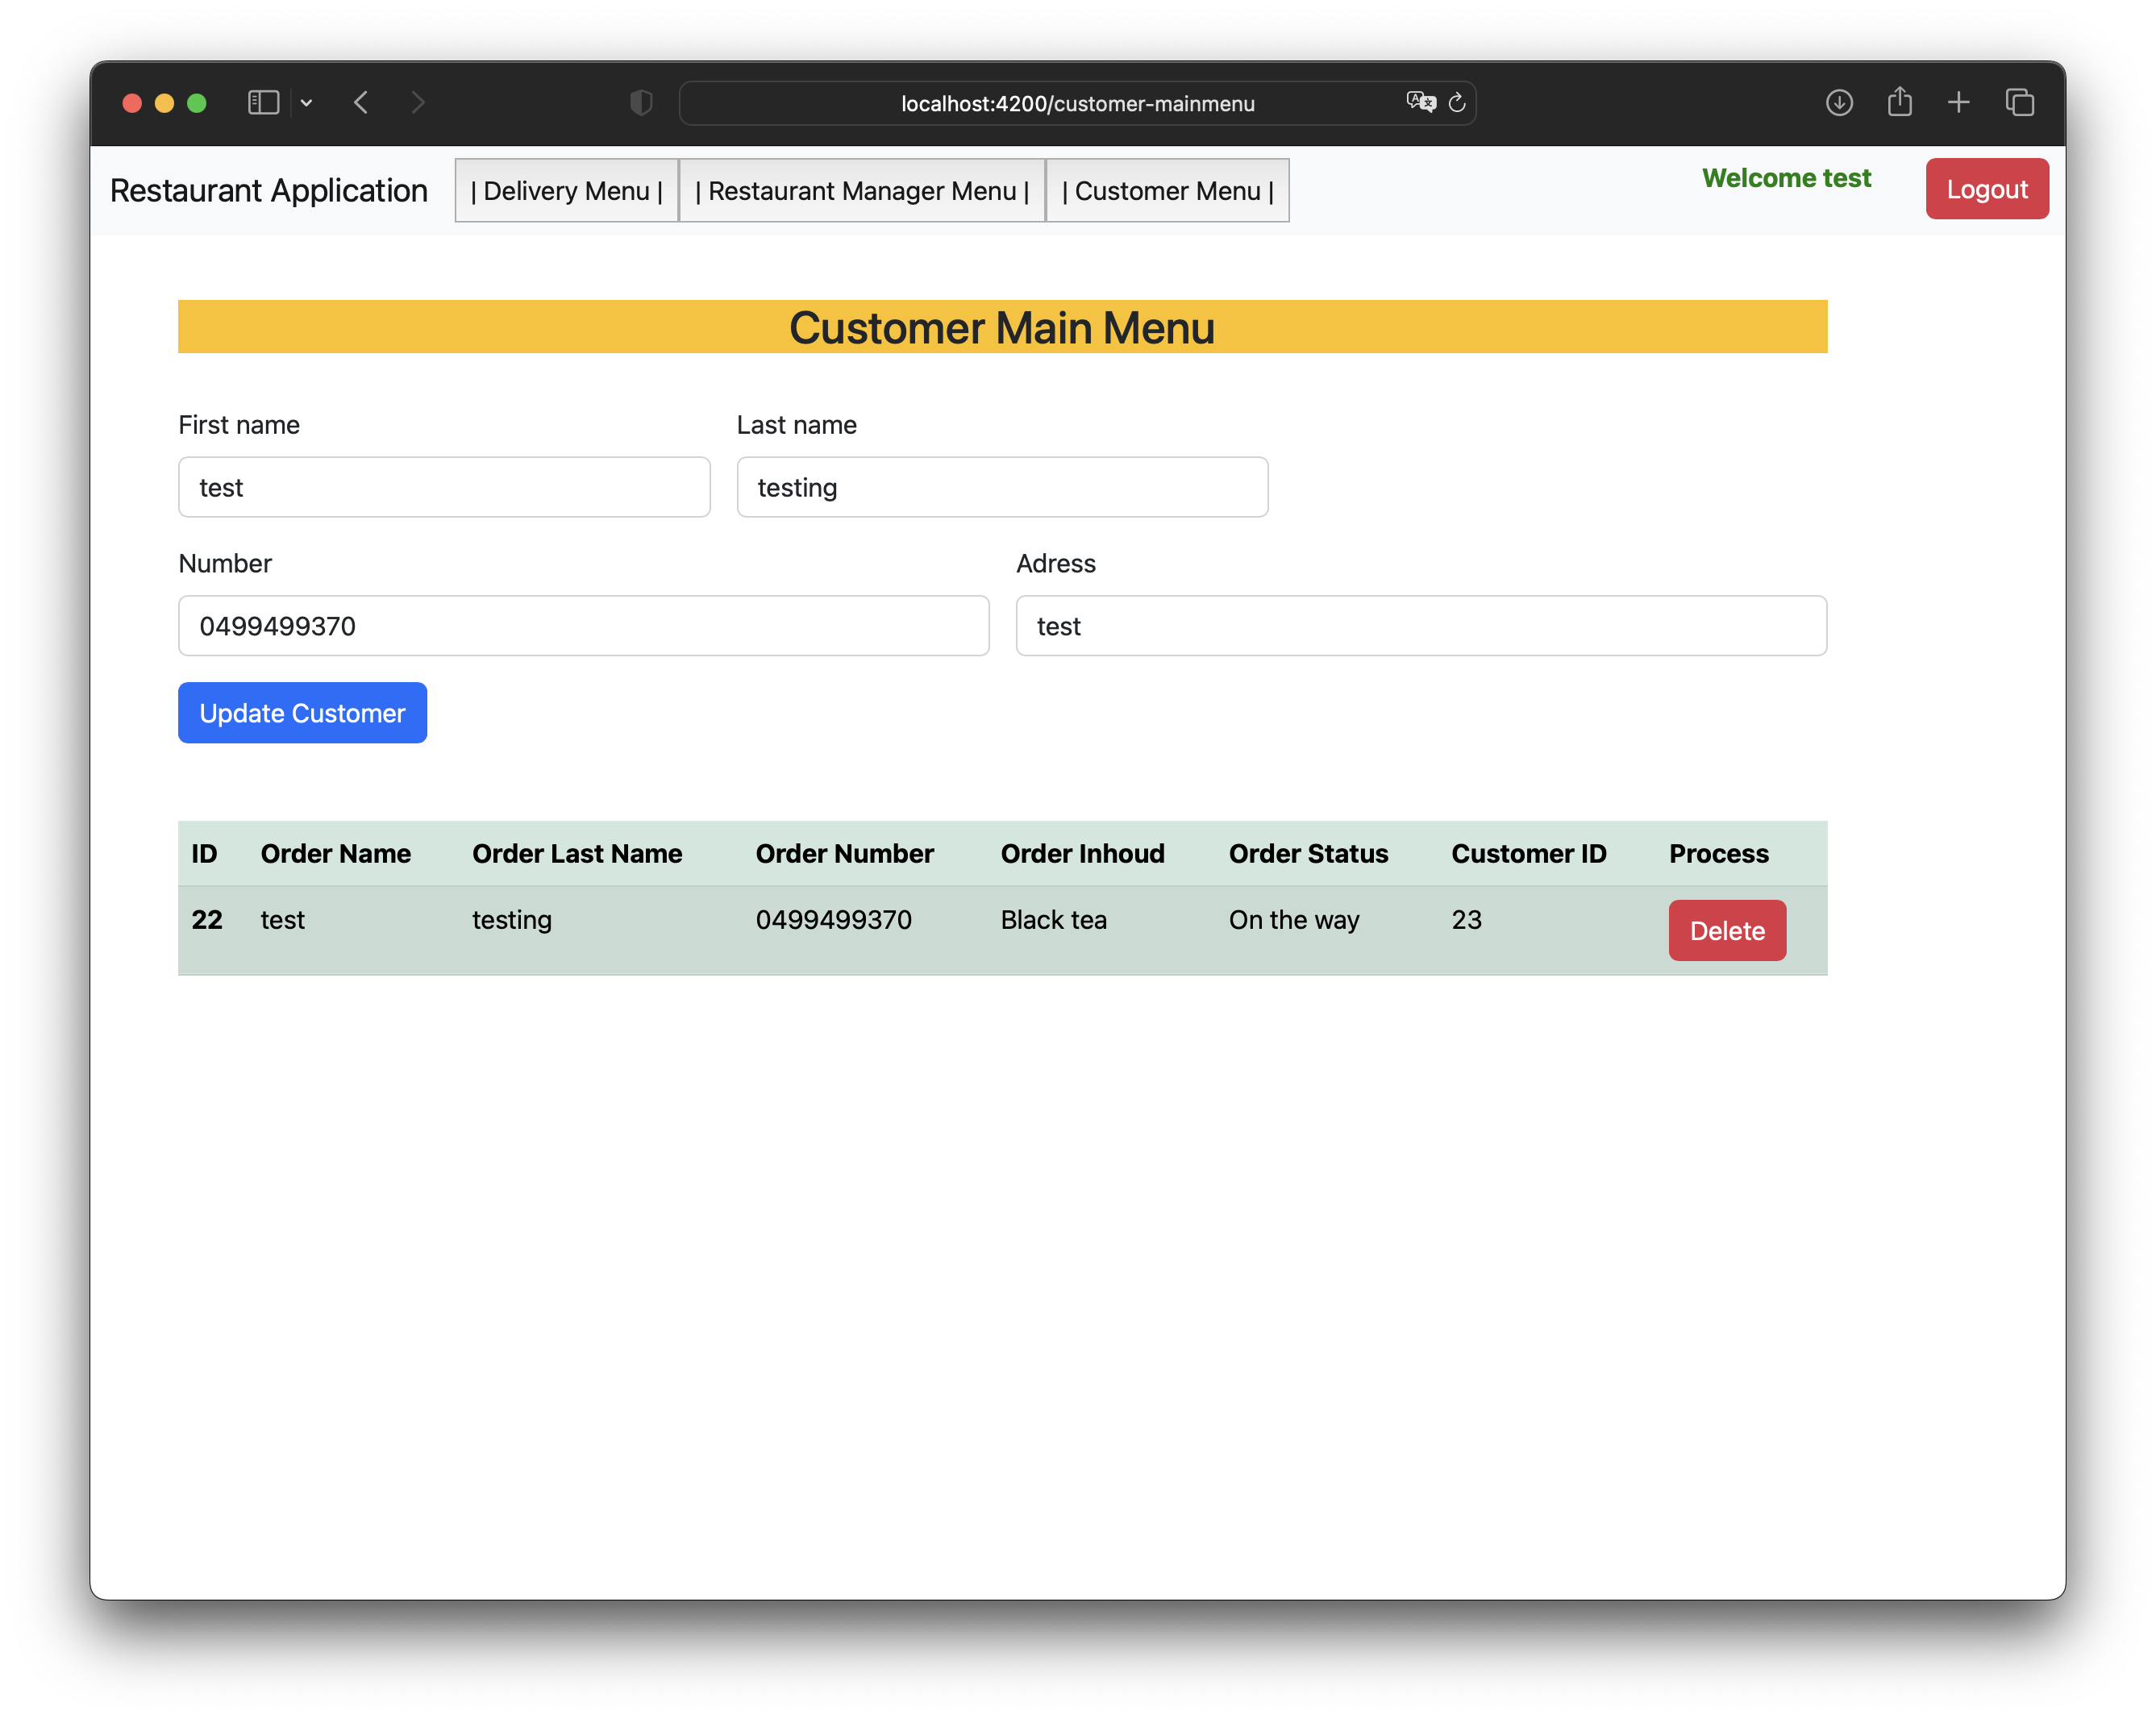 localhost:4200/customer-mainmenu
Restaurant Application | Delivery Menu | | Restaurant Manager Menu | | Customer Menu | Welcome test Logout
Customer Main Menu
First name Last name
test testing
Number Adress
0499499370 test
Update Customer
ID Order Name Order Last Name Order Number Order Inhoud Order Status Customer ID Process
22 test testing 0499499370 Black tea On the way 23 Delete